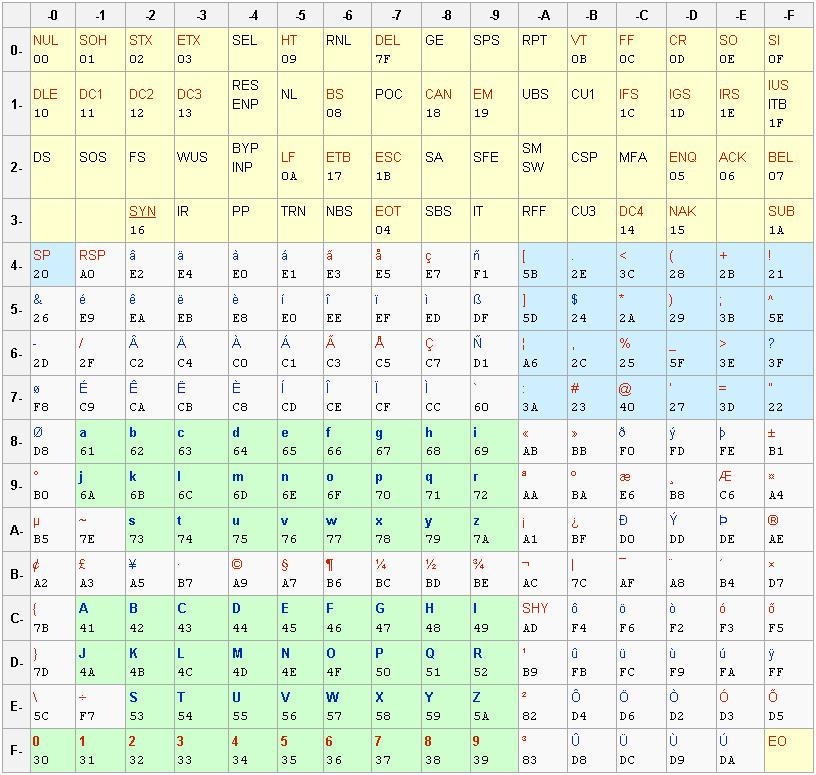 -0 -1 -2 -3 -4 -5 -6 -7 -8 -9 -A -B -C -D -E -F
0- NUL SOH STX ETX SEL HT RNL DEL GE SPS RPT VT FF CR SO SI
00 01 02 03 09 7F 0B 0C 0D 0E 0F
1- DLE DC1 DC2 DC3 RES ENP NL BS POC CAN EM UBS CU1 IFS IGS IRS IUS ITB
10 11 12 13 08 18 19 1C 1D 1E 1F
2- DS SOS FS WUS BYP INP LF ETB ESC SA SFE SM SW CSP MFA ENQ ACK BEL
0A 17 1B 05 06 07
3- SYN IR PP TRN NBS EOT SBS IT RFF CU3 DC4 NAK SUB
16 04 14 15 1A
4- SP RSP â ä à á ã å ç ñ [ . < ( + !
20 A0 E2 E4 E0 E1 E3 E5 E7 F1 5B 2E 3C 28 2B 21
5- & é ê ë è í î ï ì ß ] $ * ) ; ^
26 E9 EA EB E8 E0 EE EF ED DF 5D 24 2A 29 3B 5E
6- - / Â Ä À Á Ã Å Ç Ñ ¦ , % _ > ?
2D 2F C2 C4 C0 C1 C3 C5 C7 D1 A6 2C 25 5F 3E 3F
7- ø É Ê Ë È Í Î Ï Ì ` : # @ ' = "
F8 C9 CA CB C8 CD CE CF CC 60 3A 23 40 27 3D 22
8- Ø a b c d e f g h i « » ð ý þ ±
D8 61 62 63 64 65 66 67 68 69 AB BB F0 FD FE B1
9- ° j k l m n o p q r ª º æ ¸ Æ ¤
B0 6A 6B 6C 6D 6E 6F 70 71 72 AA BA E6 B8 C6 A4
A- µ ~ s t u v w x y z ¡ ¿ Ð Ý Þ ®
B5 7E 73 74 75 76 77 78 79 7A A1 BF D0 DD DE AE
B- ¢ £ ¥ · © § ¶ ¼ ½ ¾ ¬ | ¯ ¨ ´ ×
A2 A3 A5 B7 A9 A7 B6 BC BD BE AC 7C AF A8 B4 D7
C- { A B C D E F G H I SHY ô ö ò ó õ
7B 41 42 43 44 45 46 47 48 49 AD F4 F6 F2 F3 F5
D- } J K L M N O P Q R ¹ û ü ù ú ÿ
7D 4A 4B 4C 4D 4E 4F 50 51 52 B9 FB FC F9 FA FF
E- \ ÷ S T U V W X Y Z ² Ô Ö Ò Ó Õ
5C F7 53 54 55 56 57 58 59 5A 82 D4 D6 D2 D3 D5
F- 0 1 2 3 4 5 6 7 8 9 ³ Û Ü Ù Ú EO
30 31 32 33 34 35 36 37 38 39 83 D8 DC D9 DA